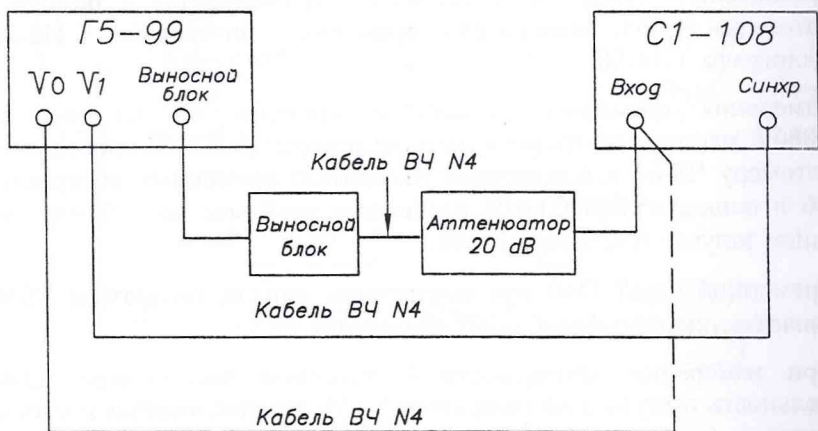 Г5-99
V0 V1
Выносной
блок
С1-108
Вход
Синхр
Кабель ВЧ N4
Выносной
блок
Аттенюатор
20 dB
Кабель ВЧ N4
Кабель ВЧ N4